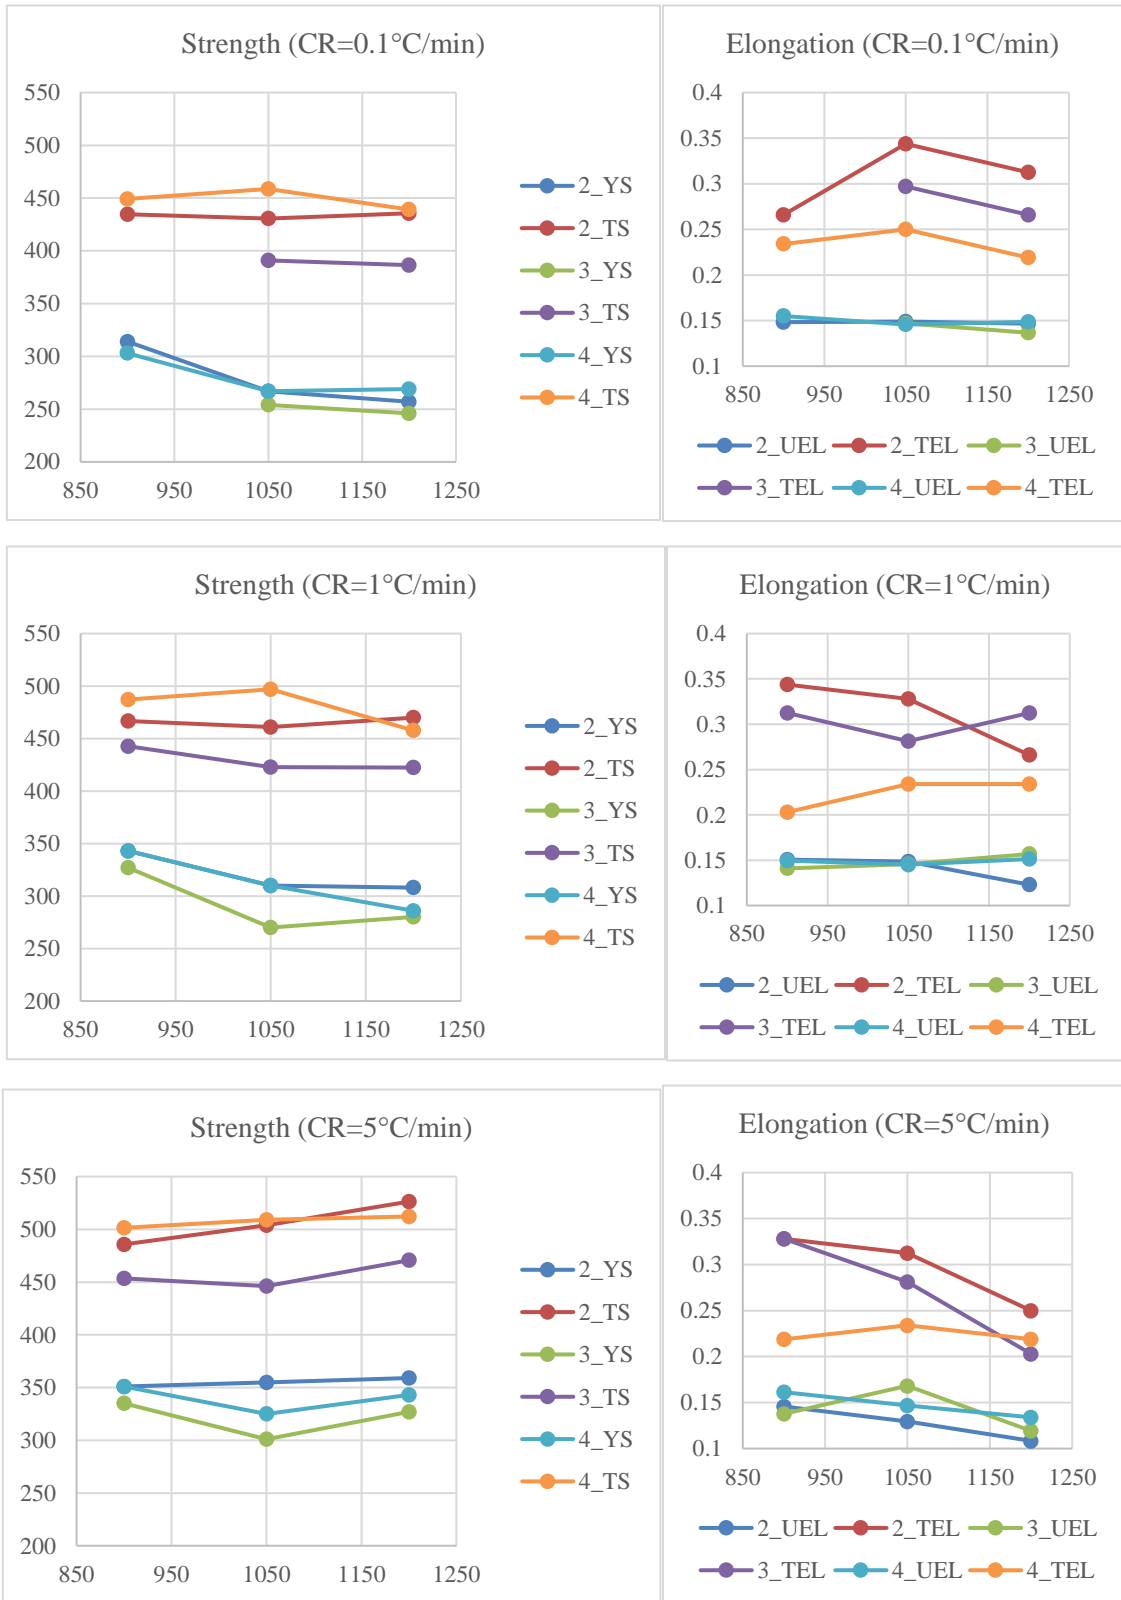 Strength (CR=0.1°C/min)
550
500
450
400
350
300
250
200
850 950 1050 1150 1250
2_YS
2_TS
3_YS
3_TS
4_YS
4_TS
Elongation (CR=0.1°C/min)
0.4
0.35
0.3
0.25
0.2
0.15
0.1
850 950 1050 1150 1250
2_UEL 2_TEL 3_UEL
3_TEL 4_UEL 4_TEL
Strength (CR=1°C/min)
550
500
450
400
350
300
250
200
850 950 1050 1150 1250
2_YS
2_TS
3_YS
3_TS
4_YS
4_TS
Elongation (CR=1°C/min)
0.4
0.35
0.3
0.25
0.2
0.15
0.1
850 950 1050 1150 1250
2_UEL 2_TEL 3_UEL
3_TEL 4_UEL 4_TEL
Strength (CR=5°C/min)
550
500
450
400
350
300
250
200
850 950 1050 1150 1250
2_YS
2_TS
3_YS
3_TS
4_YS
4_TS
Elongation (CR=5°C/min)
0.4
0.35
0.3
0.25
0.2
0.15
0.1
850 950 1050 1150 1250
2_UEL 2_TEL 3_UEL
3_TEL 4_UEL 4_TEL